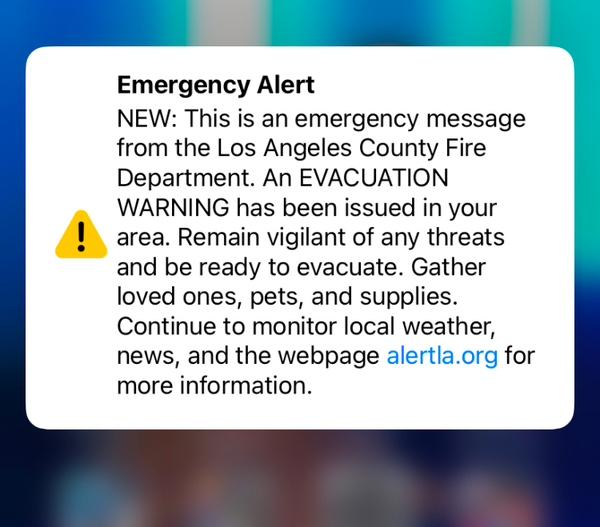 Emergency Alert
NEW: This is an emergency message
from the Los Angeles County Fire
Department. An EVACUATION
WARNING has been issued in your
area. Remain vigilant of any threats
and be ready to evacuate. Gather
loved ones, pets, and supplies.
Continue to monitor local weather,
news, and the webpage alertla.org for
more information.